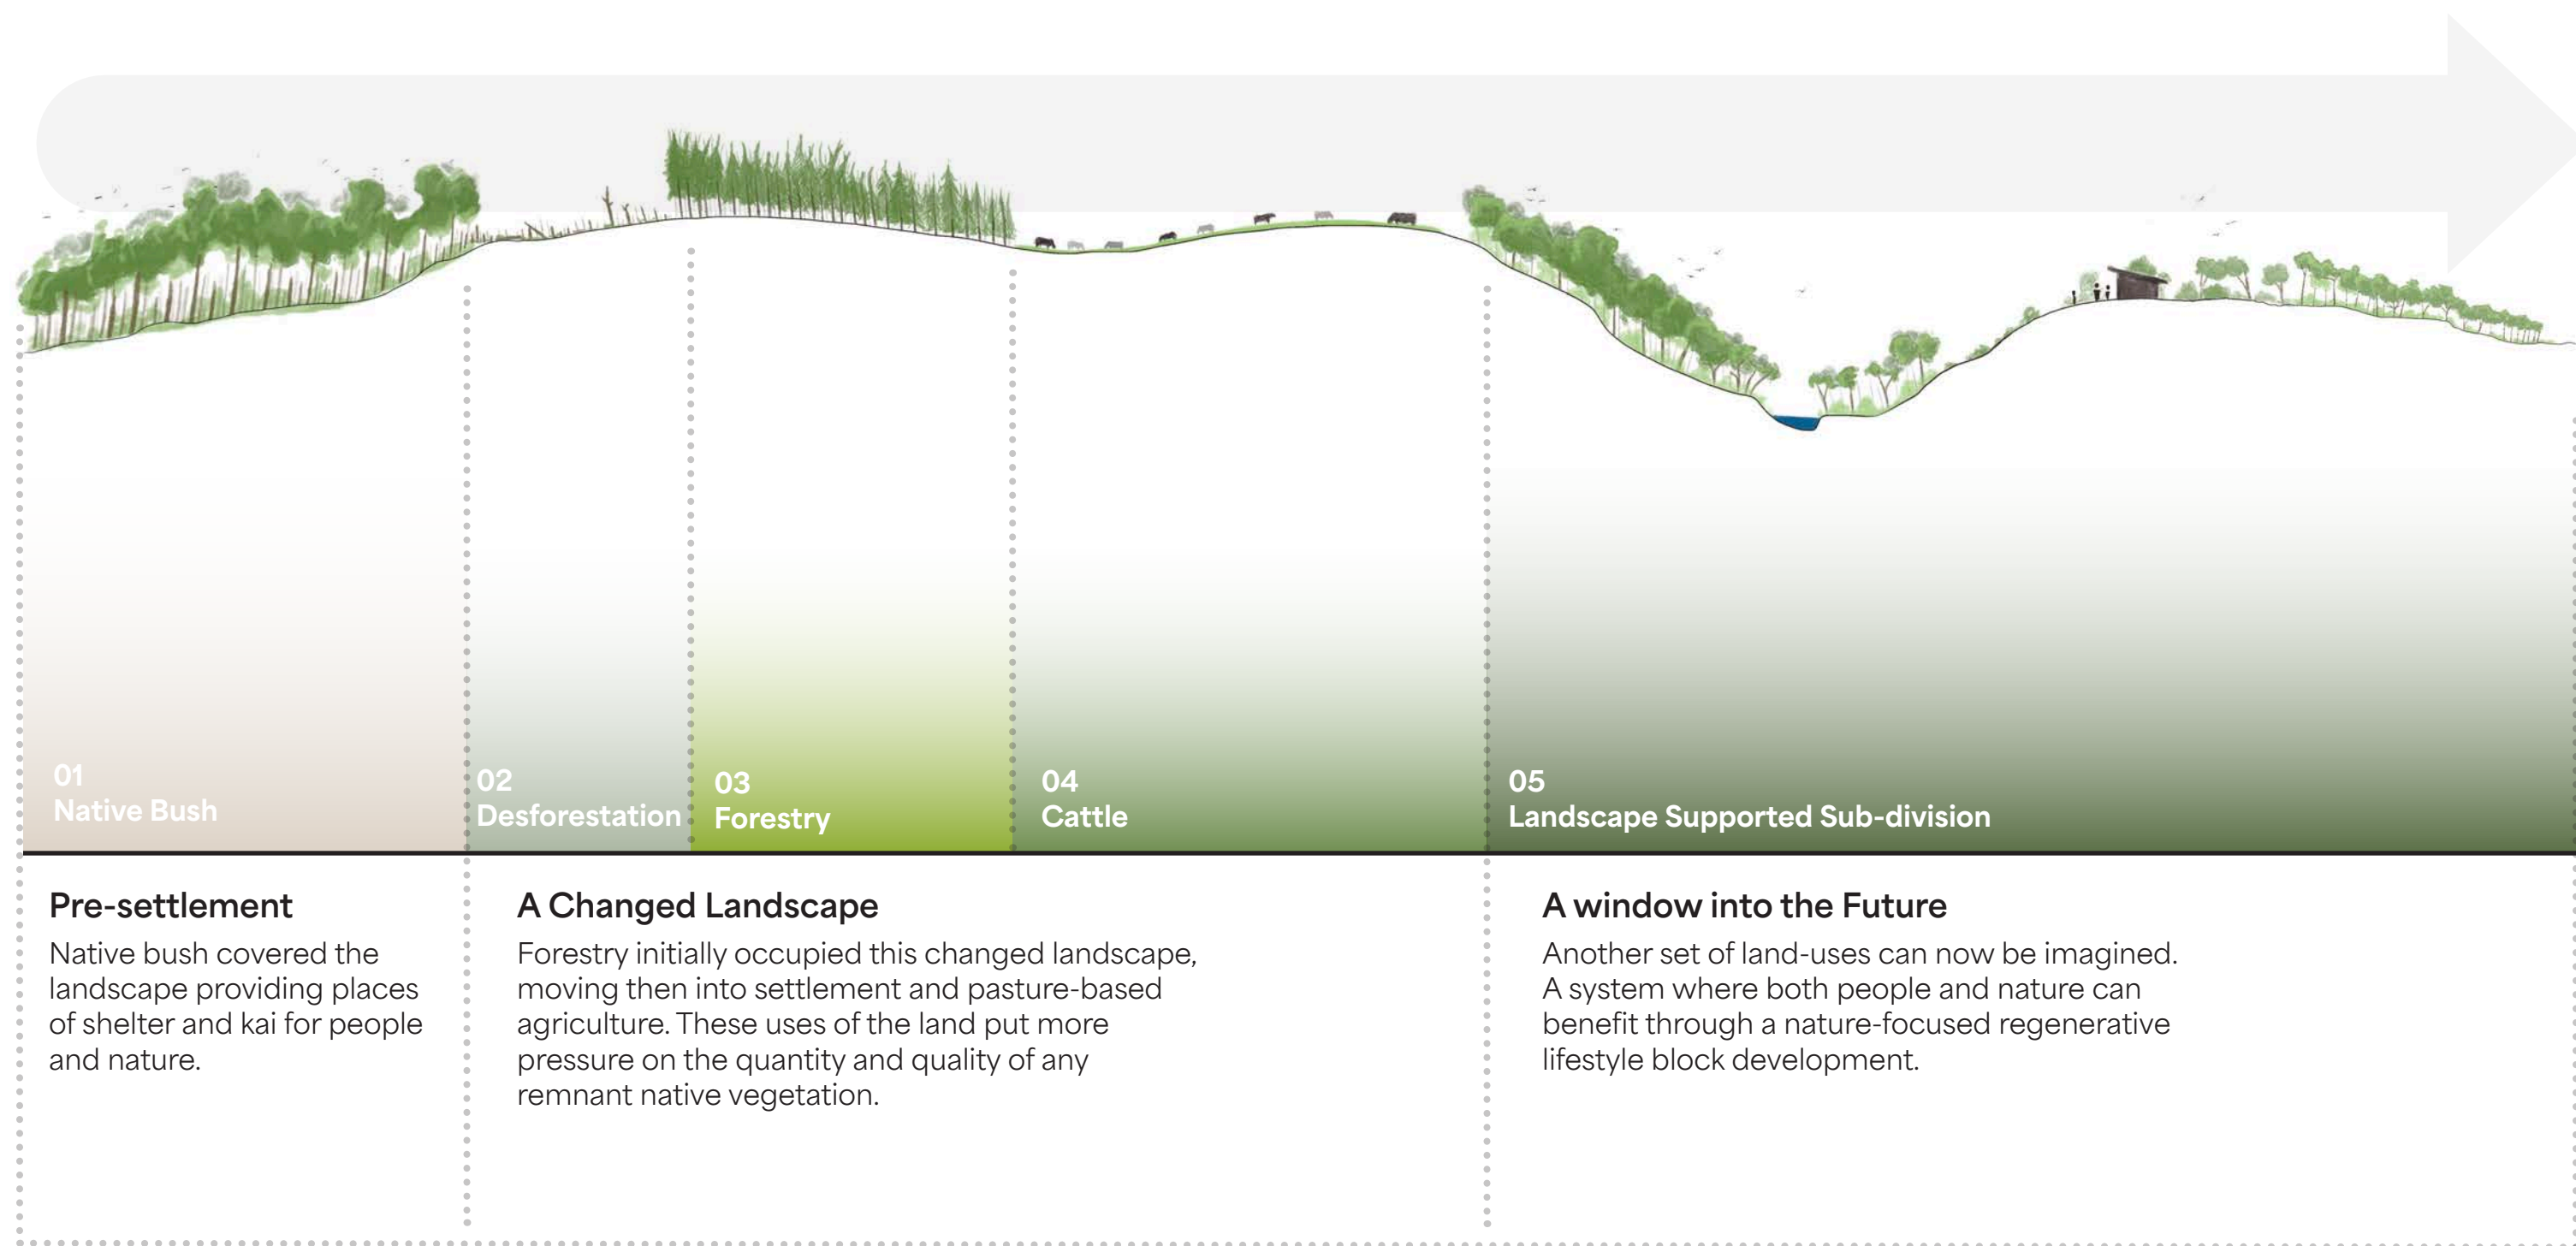 01
Native Bush
02
Desforestation
03
Forestry
04
Cattle
05
Landscape Supported Sub-division
Pre-settlement
Native bush covered the
landscape providing places
of shelter and kai for people
and nature.
A Changed Landscape
Forestry initially occupied this changed landscape,
moving then into settlement and pasture-based
agriculture. These uses of the land put more
pressure on the quantity and quality of any
remnant native vegetation.
A window into the Future
Another set of land-uses can now be imagined.
A system where both people and nature can
benefit through a nature-focused regenerative
lifestyle block development.